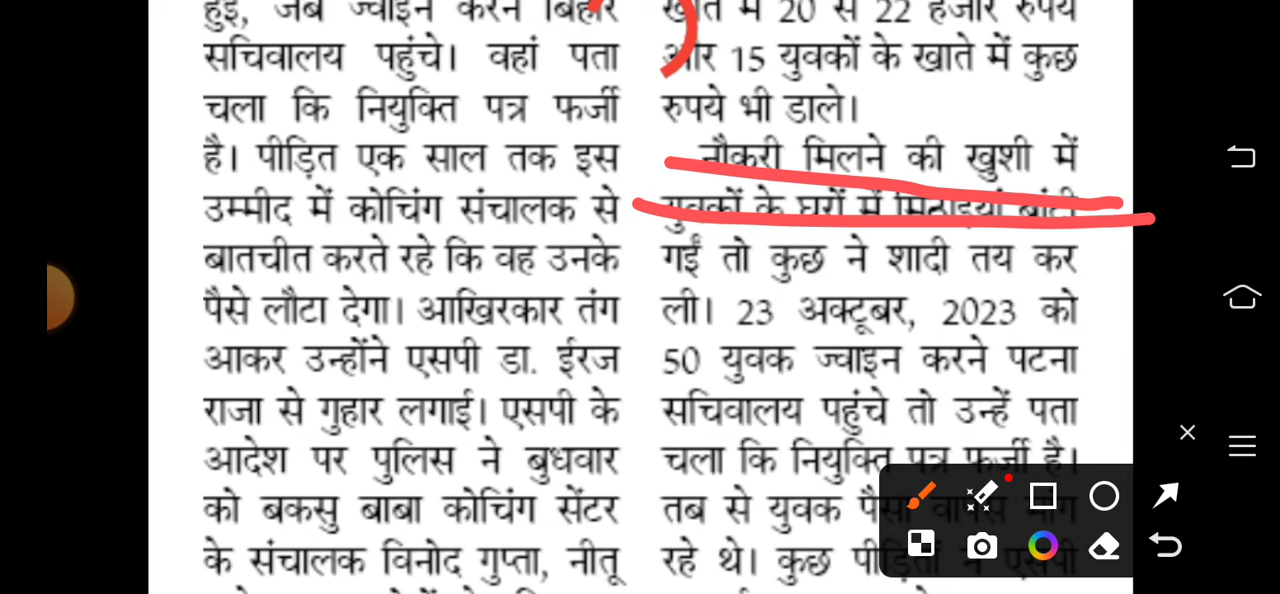 हुई, जब ज्वाइन करने बिहार
सचिवालय पहुंचे। वहां पता
चला कि नियुक्ति पत्र फर्जी
है। पीड़ित एक साल तक इस
उम्मीद में कोचिंग संचालक से
बातचीत करते रहे कि वह उनके
पैसे लौटा देगा। आखिरकार तंग
आकर उन्होंने एसपी डा. ईरज
राजा से गुहार लगाई। एसपी के
आदेश पर पुलिस ने बुधवार
को बकसु बाबा कोचिंग सेंटर
के संचालक विनोद गुप्ता, नीतू
खाते में 20 से 22 हजार रुपये
और 15 युवकों के खाते में कुछ
रुपये भी डाले।
नौकरी मिलने की खुशी में
युवकों के घरों में मिठाइयां बांटी
गईं तो कुछ ने शादी तय कर
ली। 23 अक्टूबर, 2023 को
50 युवक ज्वाइन करने पटना
सचिवालय पहुंचे तो उन्हें पता
चला कि नियुक्ति पत्र फर्जी है।
तब से युवक पैसा वापस मांग
रहे थे। कुछ पीड़ितों ने एसपी